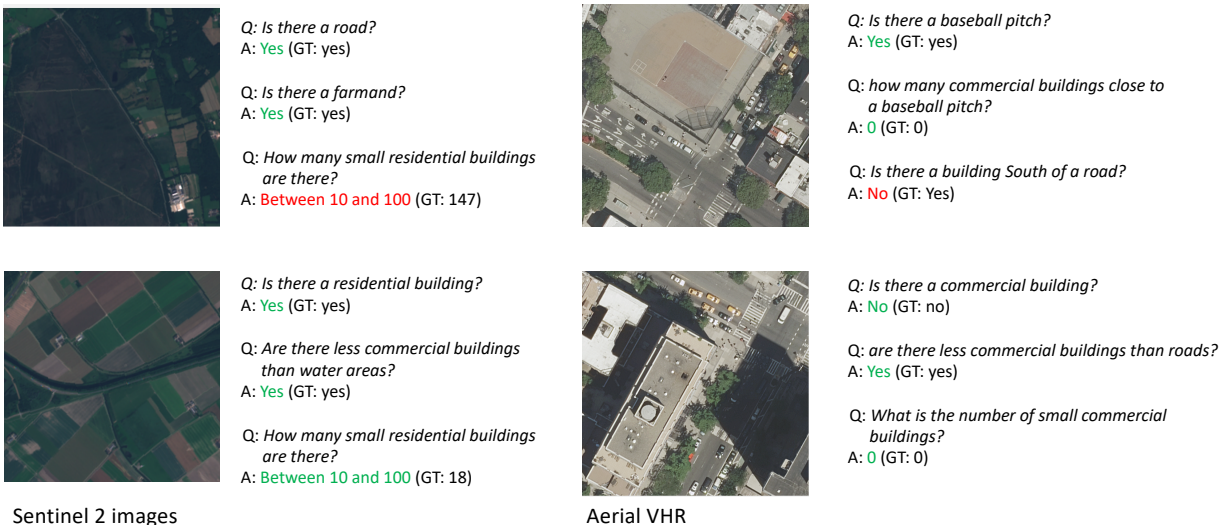 Q: Is there a road?
A: Yes (GT: yes)
Q: Is there a farmand?
A: Yes (GT: yes)
Q: How many small residential buildings
are there?
A: Between 10 and 100 (GT: 147)
Q: Is there a baseball pitch?
A: Yes (GT: yes)
Q: how many commercial buildings close to
a baseball pitch?
A: 0 (GT: 0)
Q: Is there a building South of a road?
A: No (GT: Yes)
Q: Is there a residential building?
A: Yes (GT: yes)
Q: Are there less commercial buildings
than water areas?
A: Yes (GT: yes)
Q: How many small residential buildings
are there?
A: Between 10 and 100 (GT: 18)
Q: Is there a commercial building?
A: No (GT: no)
Q: are there less commercial buildings than roads?
A: Yes (GT: yes)
Q: What is the number of small commercial
buildings?
A: 0 (GT: 0)
Sentinel 2 images
Aerial VHR